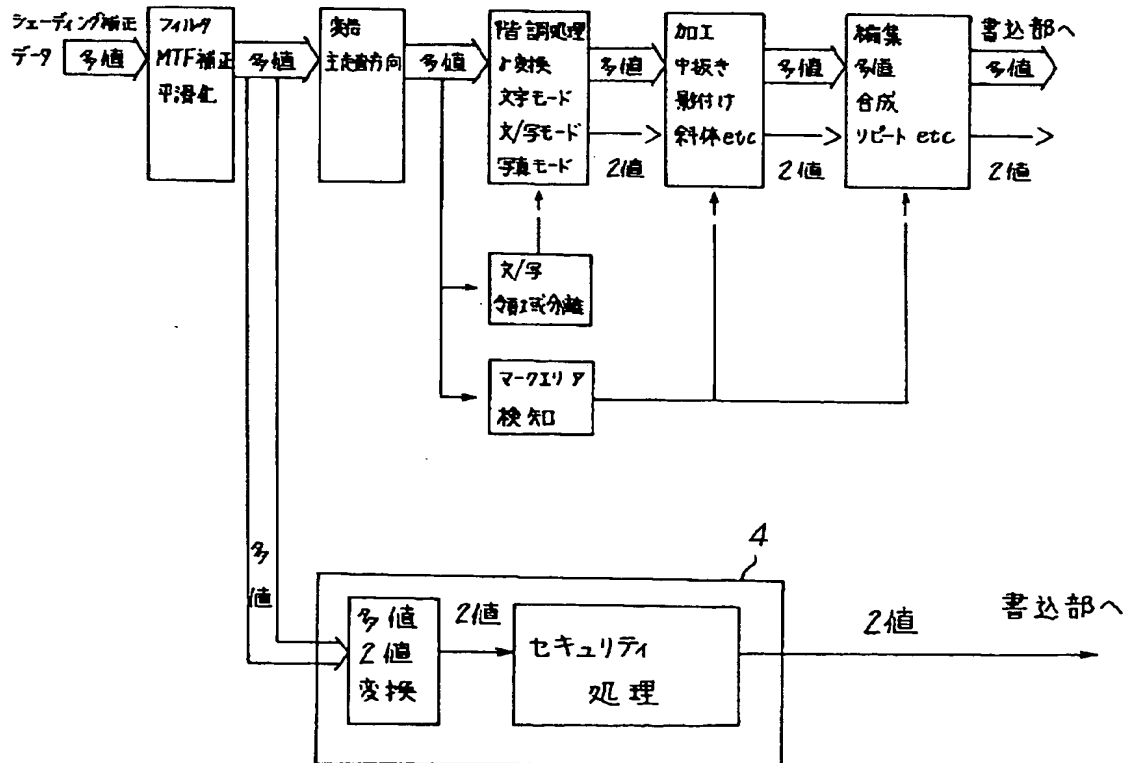 シェーディング補正
データ
多値
フィルタ
MTF補正
平滑化
多値
変倍
主走査方向
多値
階調処理
γ変換
文字モード
文/写モード
写真モード
多値
2値
加工
中抜き
影付け
斜体etc
多値
2値
編集
多値
合成
リピート etc
書込部へ
多値
2値
文/写
領域分離
マークエリア
検知
多
値
4
多値
2値
変換
2値
セキュリティ
処理
2値
書込部へ